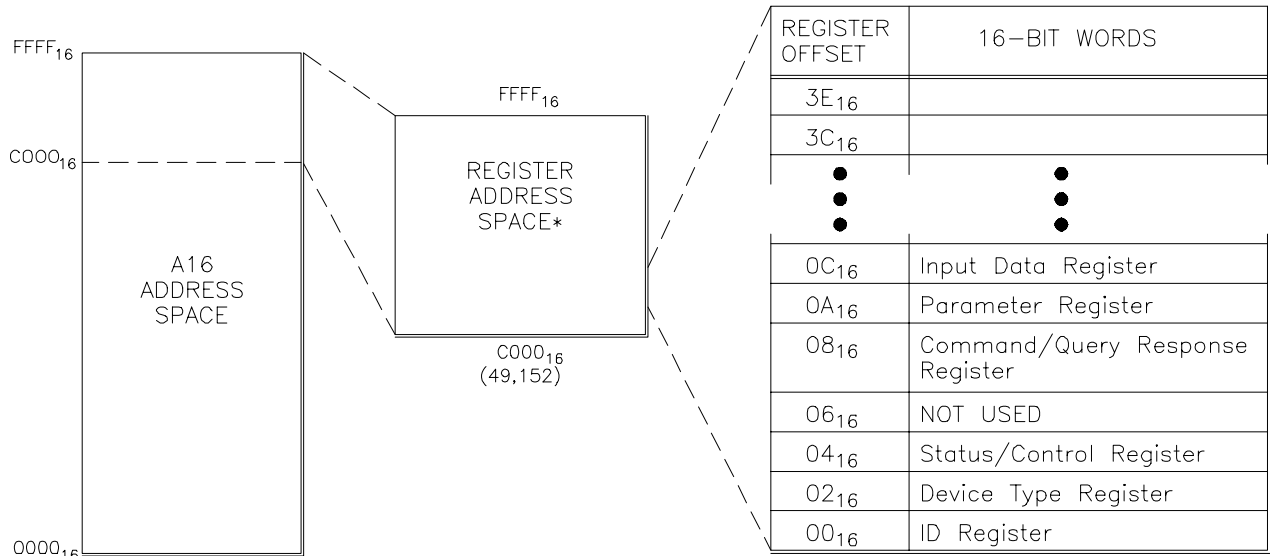 FFFF16
C00016
A16
ADDRESS
SPACE
000016
FFFF16
REGISTER
ADDRESS
SPACE*
C00016
(49,152)
REGISTER
OFFSET
16-BIT WORDS
3E16
3C16
0C16 Input Data Register
0A16 Parameter Register
0816 Command/Query Response
Register
0616 NOT USED
0416 Status/Control Register
0216 Device Type Register
0016 ID Register